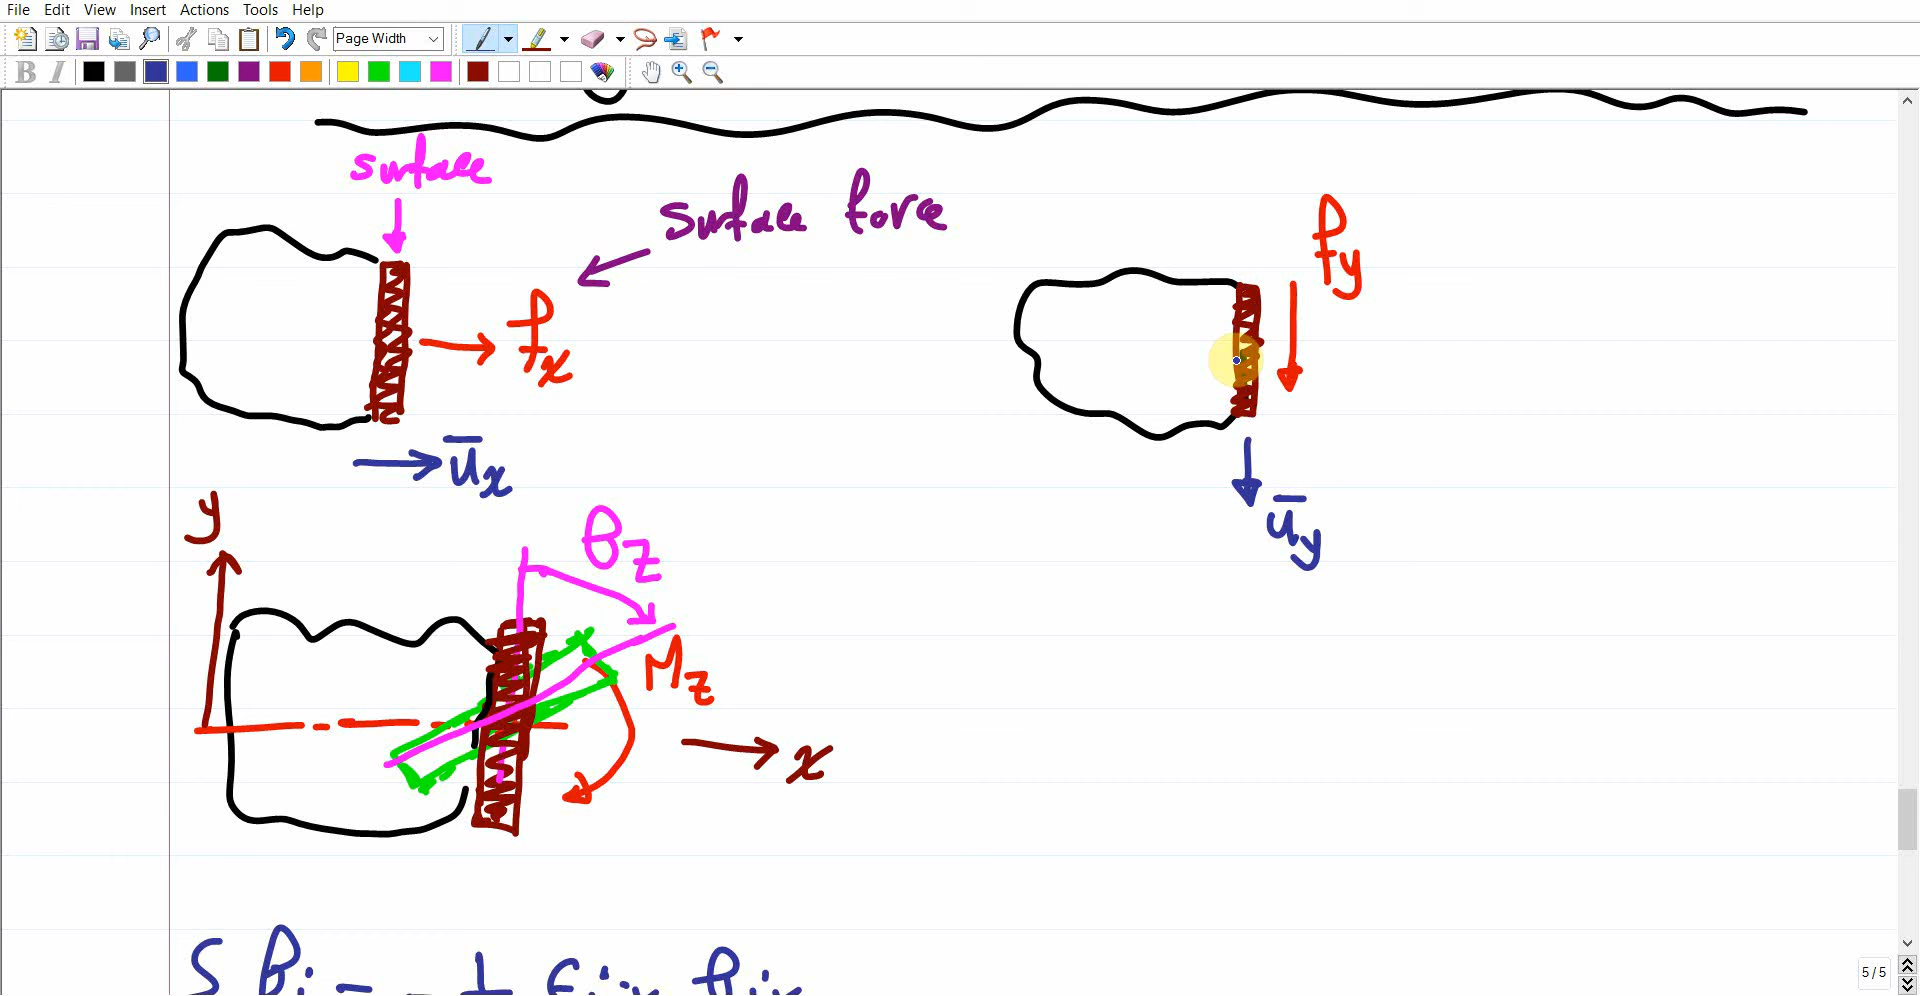 File Edit View Insert Actions Tools Help
Page Width
B I
surface
surface force
fx
fy
ūx
ūy
y
θz
Mz
x
5 / 5